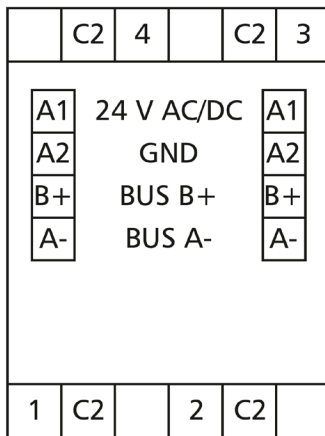 C2 4 C2 3
A1 24 V AC/DC A1
A2 GND A2
B+ BUS B+ B+
A- BUS A- A-
1 C2 2 C2